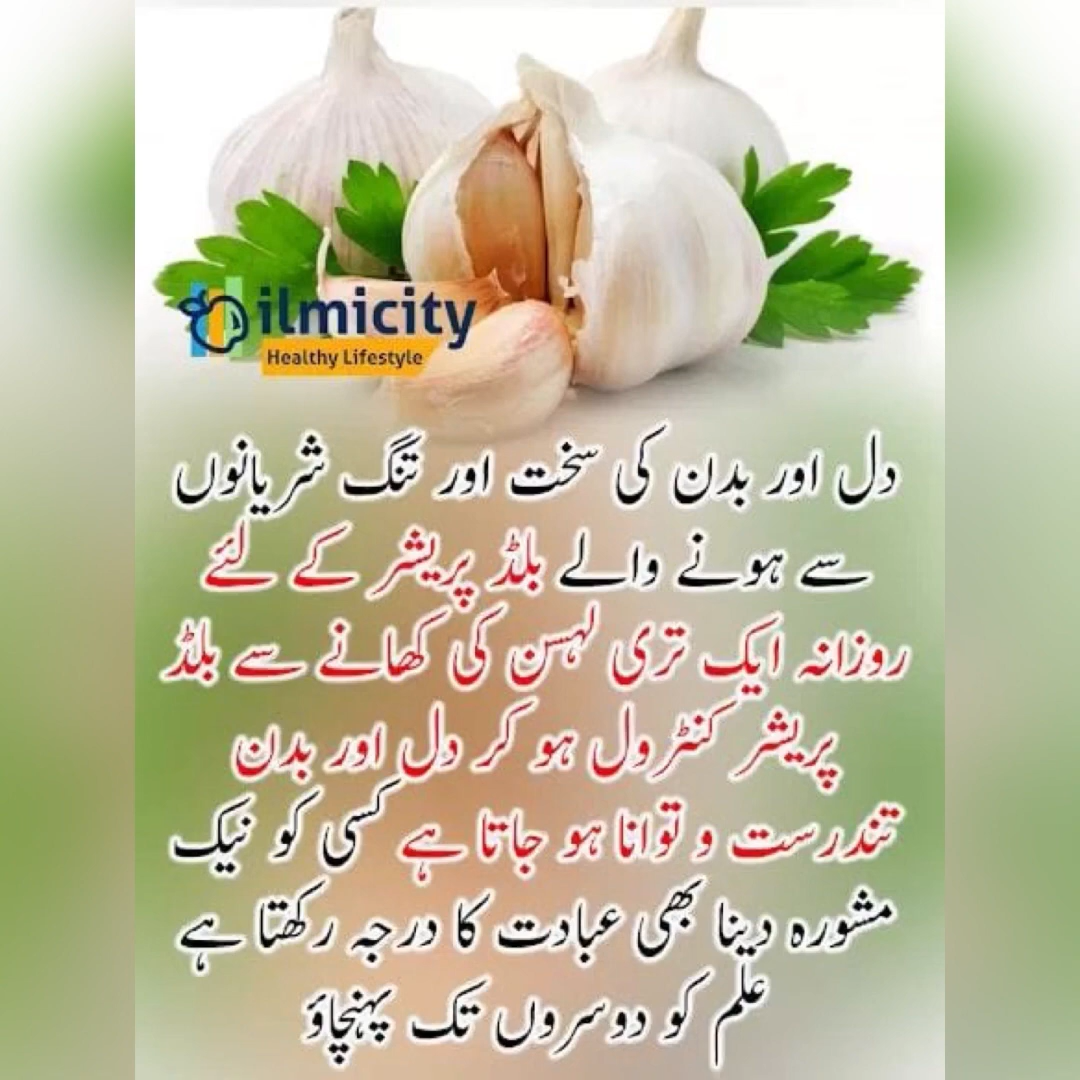 ilmicity
Healthy Lifestyle
دل اور بدن کی سخت اور تنگ شریانوں
سے ہونے والے بلڈ پریشر کے لئے
روزانہ ایک تری لہسن کی کھانے سے بلڈ
پریشر کنٹرول ہو کر دل اور بدن
تندرست و توانا ہو جاتا ہے کسی کو نیک
مشورہ دینا بھی عبادت کا درجہ رکھتا ہے
علم کو دوسروں تک پہنچاؤ